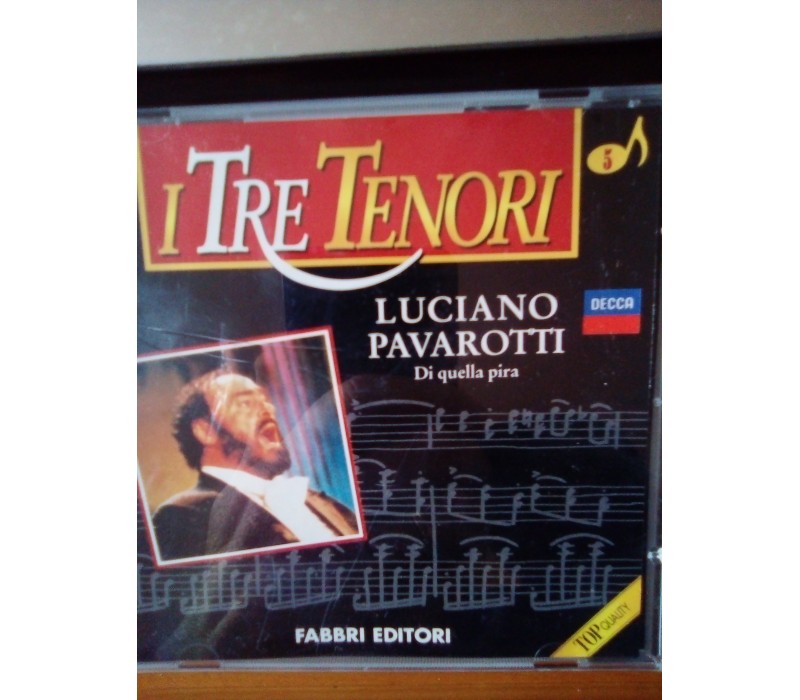 I TRE TENORI
5
LUCIANO
PAVAROTTI
DECCA
Di quella pira
FABBRI EDITORI
TOP QUALITY